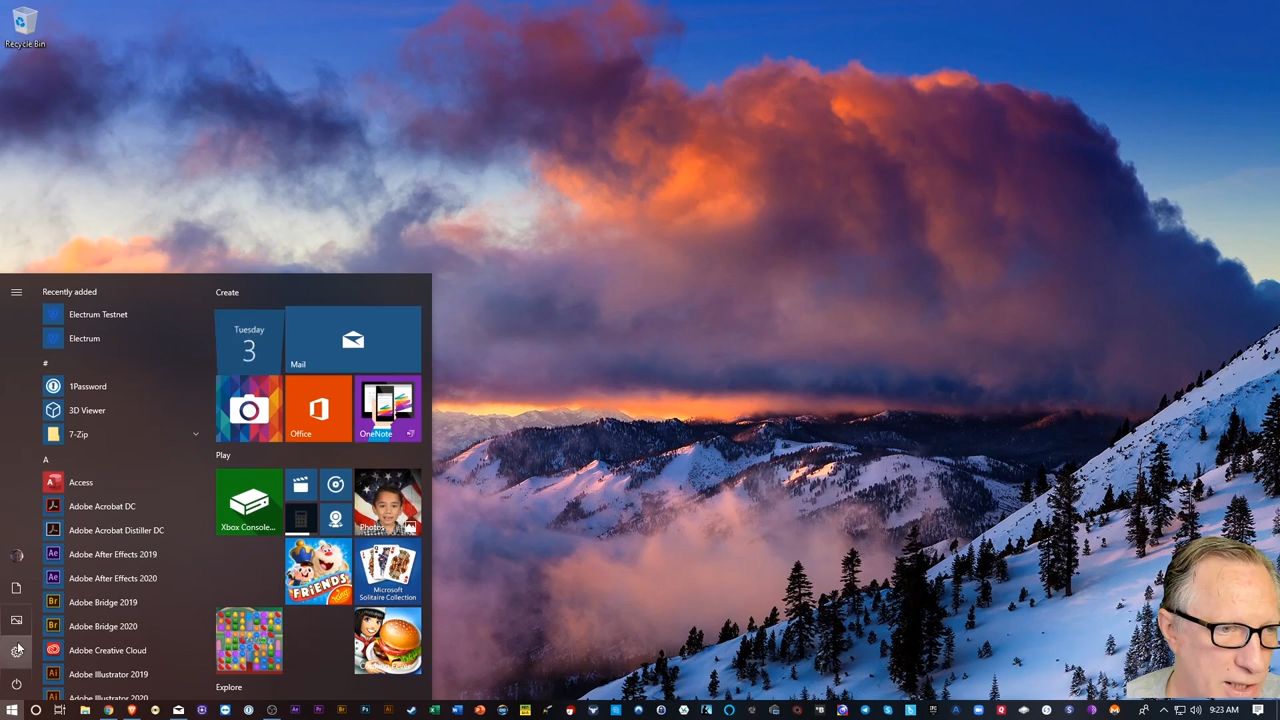 Recycle Bin
Recently added
Electrum Testnet
Electrum
#
1Password
3D Viewer
7-Zip
A
Access
Adobe Acrobat DC
Adobe Acrobat Distiller DC
Adobe After Effects 2019
Adobe After Effects 2020
Adobe Bridge 2019
Adobe Bridge 2020
Adobe Creative Cloud
Adobe Illustrator 2019
Adobe Illustrator 2020
Create
Tuesday
3
Mail
Office
OneNote
Play
Xbox Console...
Photos
FRIENDS
Microsoft
Solitaire Collection
Explore
9:23 AM